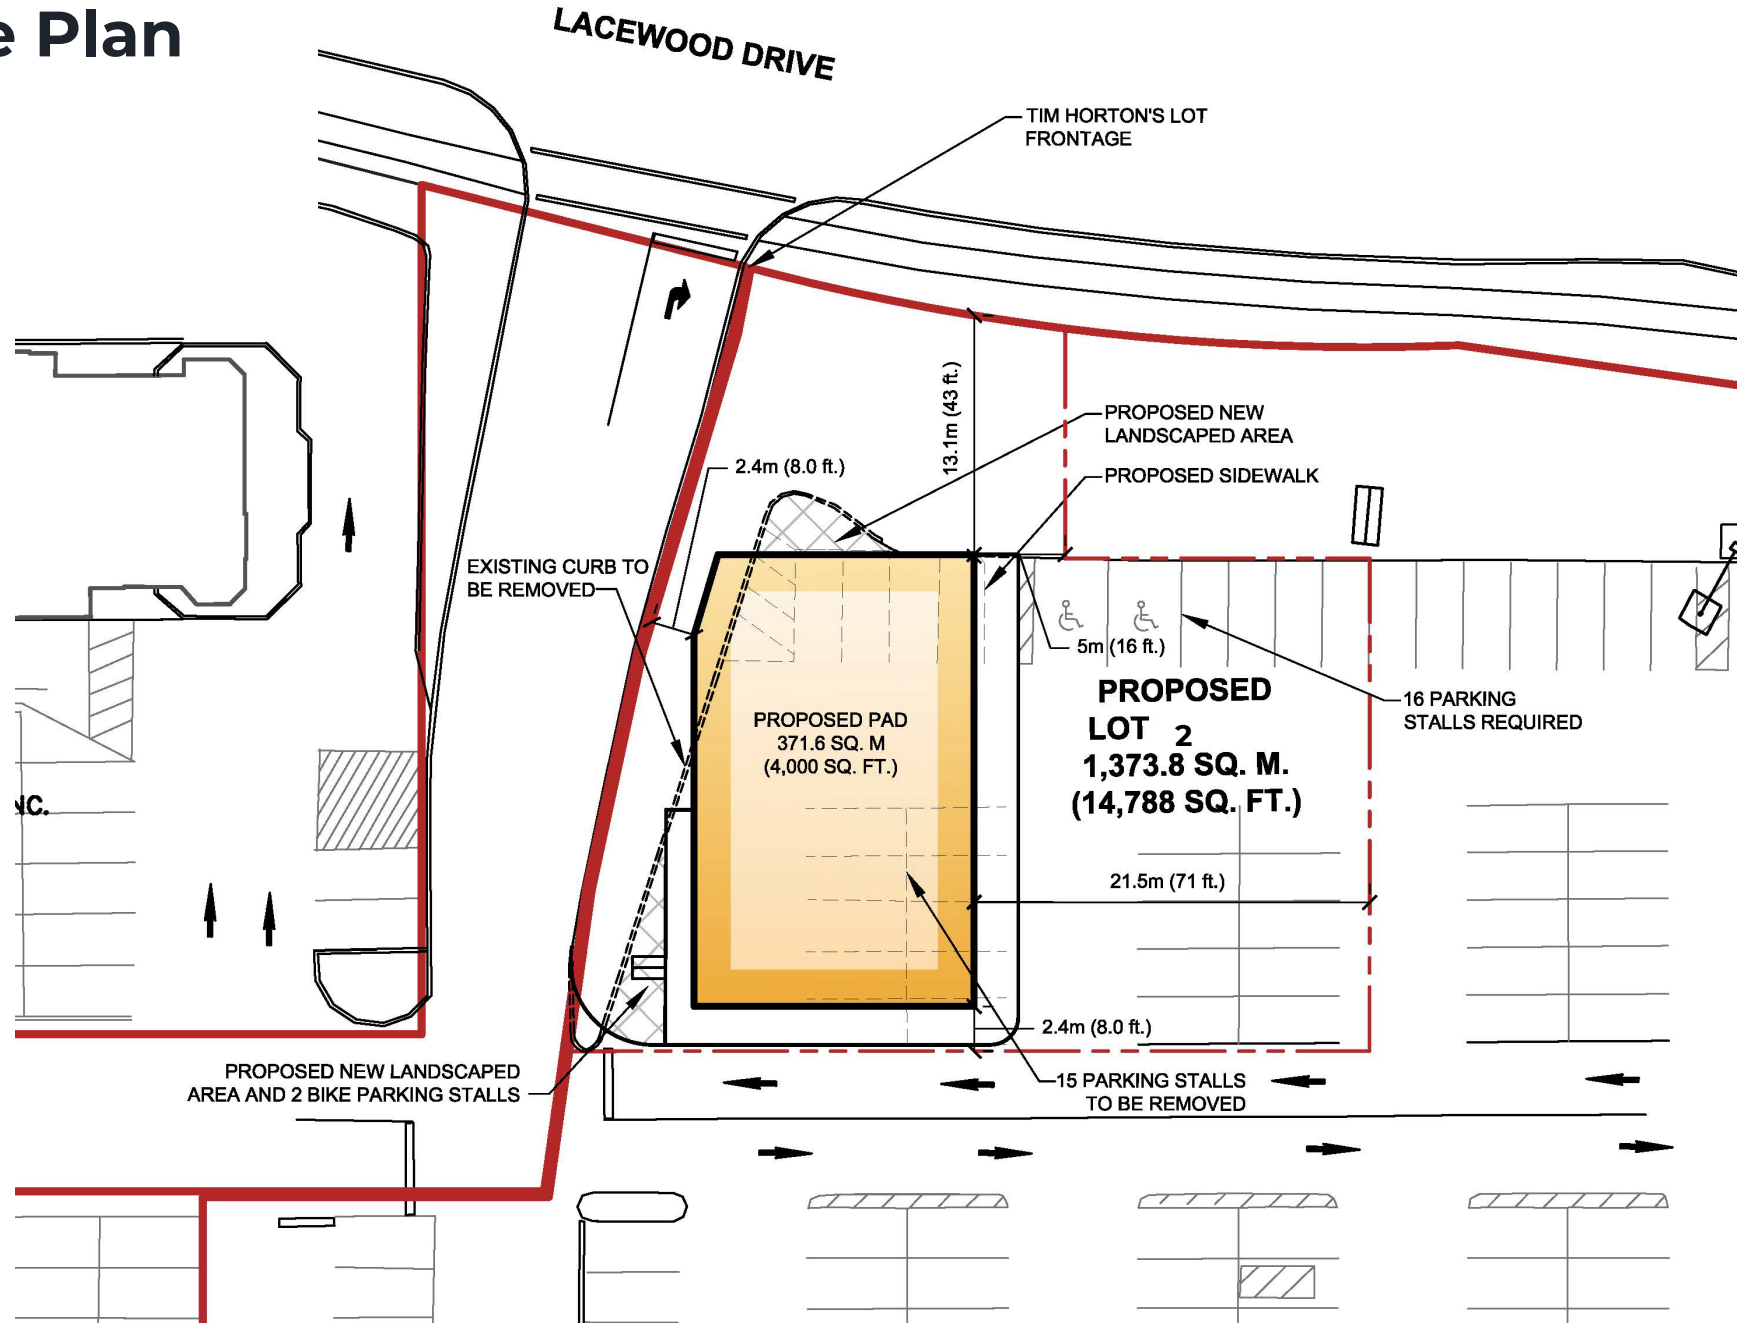 e Plan
LACEWOOD DRIVE
TIM HORTON'S LOT
FRONTAGE
13.1m (43 ft.)
PROPOSED NEW
LANDSCAPED AREA
2.4m (8.0 ft.)
PROPOSED SIDEWALK
EXISTING CURB TO
BE REMOVED
5m (16 ft.)
PROPOSED
LOT 2
1,373.8 SQ. M.
(14,788 SQ. FT.)
16 PARKING
STALLS REQUIRED
PROPOSED PAD
371.6 SQ. M
(4,000 SQ. FT.)
NC.
21.5m (71 ft.)
2.4m (8.0 ft.)
PROPOSED NEW LANDSCAPED
AREA AND 2 BIKE PARKING STALLS
15 PARKING STALLS
TO BE REMOVED